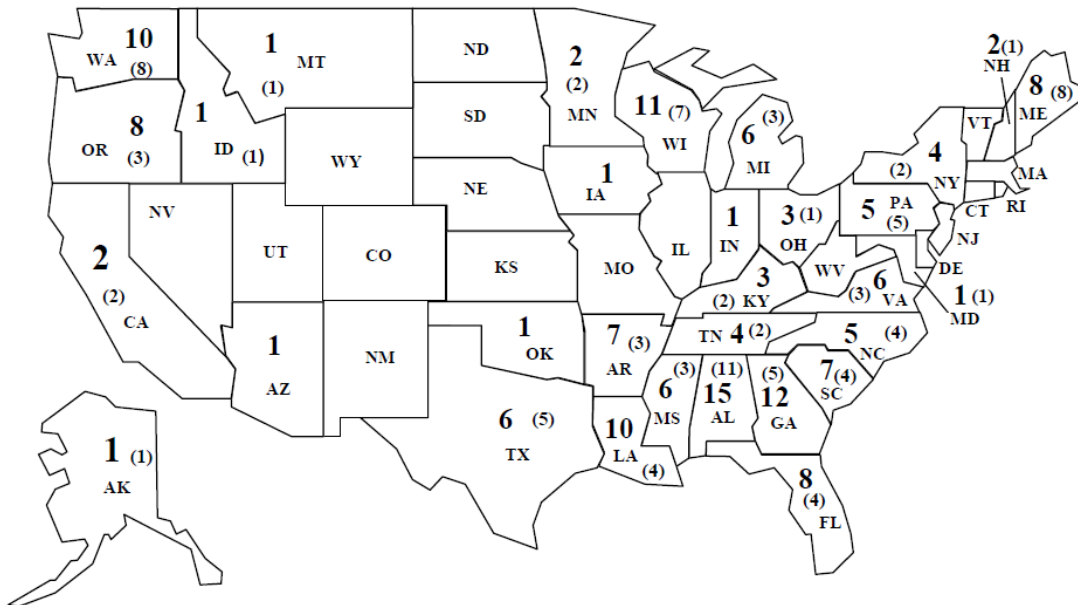 WA 10
(8)
1
MT
(1)
ND
2
(2)
MN
11 (7)
WI
6 (3)
MI
2(1)
NH
8 (8)
ME
VT
8
OR (3)
1
ID (1)
WY
SD
NE
1
IA
4
(2)
NY
MA
RI
CT
PA
5 (5)
NJ
NV
UT
CO
KS
MO
IL
1
IN
3 (1)
OH
WV
DE
6
(3) VA
1 (1)
MD
3
(2) KY
2
(2)
CA
1
AZ
NM
1
OK
7 (3)
AR
TN 4 (2)
5 (4)
NC
7(4)
SC
(3)
6
MS
(11)
15
AL
(5)
12
GA
6 (5)
TX
10
LA
(4)
8
(4)
FL
1 (1)
AK